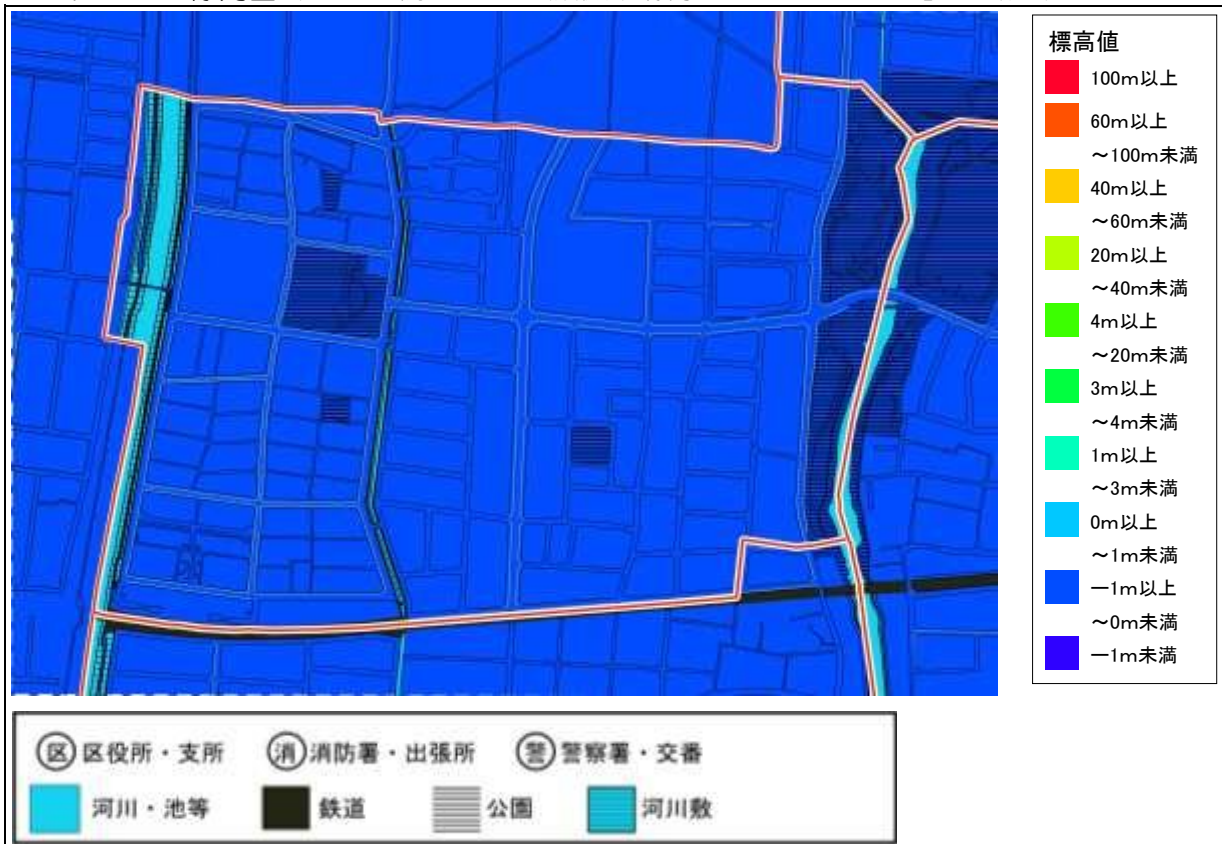 標高値
100m以上
60m以上
～100m未満
40m以上
～60m未満
20m以上
～40m未満
4m以上
～20m未満
3m以上
～4m未満
1m以上
～3m未満
0m以上
～1m未満
－1m以上
～0m未満
－1m未満
区 区役所・支所 消 消防署・出張所 警 警察署・交番
河川・池等 鉄道 公園 河川敷